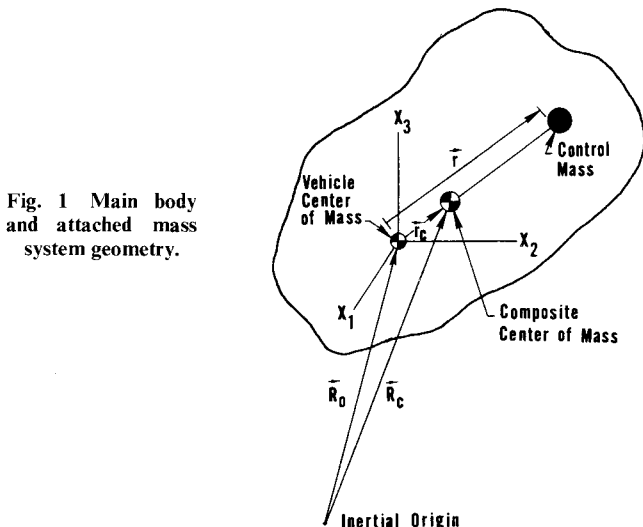 Fig. 1 Main body
and attached mass
system geometry.
X3
r
Control
Mass
Vehicle
Center
of Mass
rc
X2
X1
Composite
Center of Mass
R0
Rc
Inertial Origin